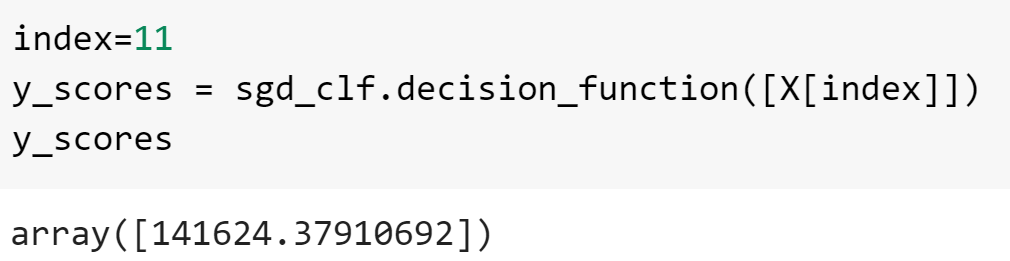 index=11
y_scores = sgd_clf.decision_function([X[index]])
y_scores
array([141624.37910692])